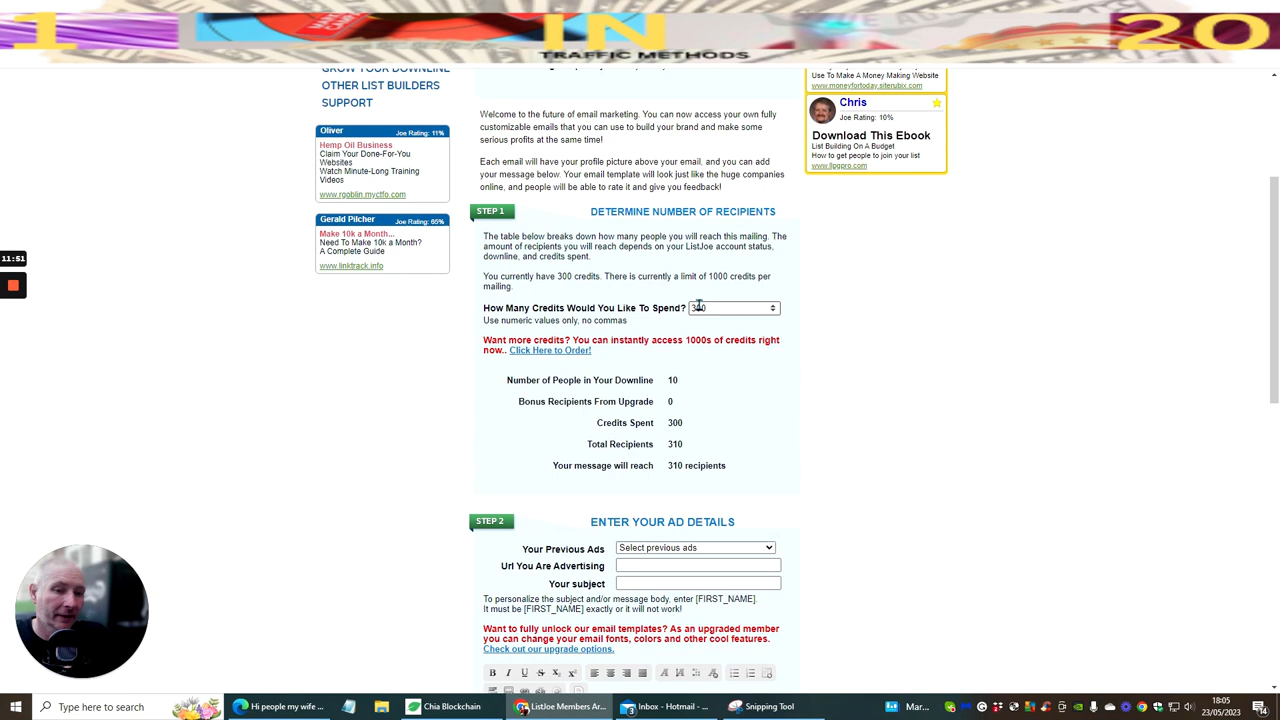 1 IN 20
TRAFFIC METHODS
GROW YOUR DOWNLINE
OTHER LIST BUILDERS
SUPPORT
Oliver
Joe Rating: 11%
Hemp Oil Business
Claim Your Done-For-You
Websites
Watch Minute-Long Training
Videos
www.rgoblin.myctfo.com
Gerald Pilcher
Joe Rating: 65%
Make 10k a Month...
Need To Make 10k a Month?
A Complete Guide
www.linktrack.info
11:51
Welcome to the future of email marketing. You can now access your own fully
customizable emails that you can use to build your brand and make some
serious profits at the same time!
Each email will have your profile picture above your email, and you can add
your message below. Your email template will look just like the huge companies
online, and people will be able to rate it and give you feedback!
STEP 1
DETERMINE NUMBER OF RECIPIENTS
The table below breaks down how many people you will reach this mailing. The
amount of recipients you will reach depends on your ListJoe account status,
downline, and credits spent.
You currently have 300 credits. There is currently a limit of 1000 credits per
mailing.
How Many Credits Would You Like To Spend? 300
Use numeric values only, no commas
Want more credits? You can instantly access 1000s of credits right
now.. Click Here to Order!
Number of People in Your Downline 10
Bonus Recipients From Upgrade 0
Credits Spent 300
Total Recipients 310
Your message will reach 310 recipients
STEP 2
ENTER YOUR AD DETAILS
Your Previous Ads Select previous ads
Url You Are Advertising
Your subject
To personalize the subject and/or message body, enter [FIRST_NAME].
It must be [FIRST_NAME] exactly or it will not work!
Want to fully unlock our email templates? As an upgraded member
you can change your email fonts, colors and other cool features.
Check out our upgrade options.
Use To Make A Money Making Website
www.moneyfortoday.siterubix.com
Chris
Joe Rating: 10%
Download This Ebook
List Building On A Budget
How to get people to join your list
www.llpgpro.com
Type here to search
Hi people my wife ...
Chia Blockchain
ListJoe Members Ar...
Inbox - Hotmail - ...
Snipping Tool
Mar...
18:05
23/05/2023